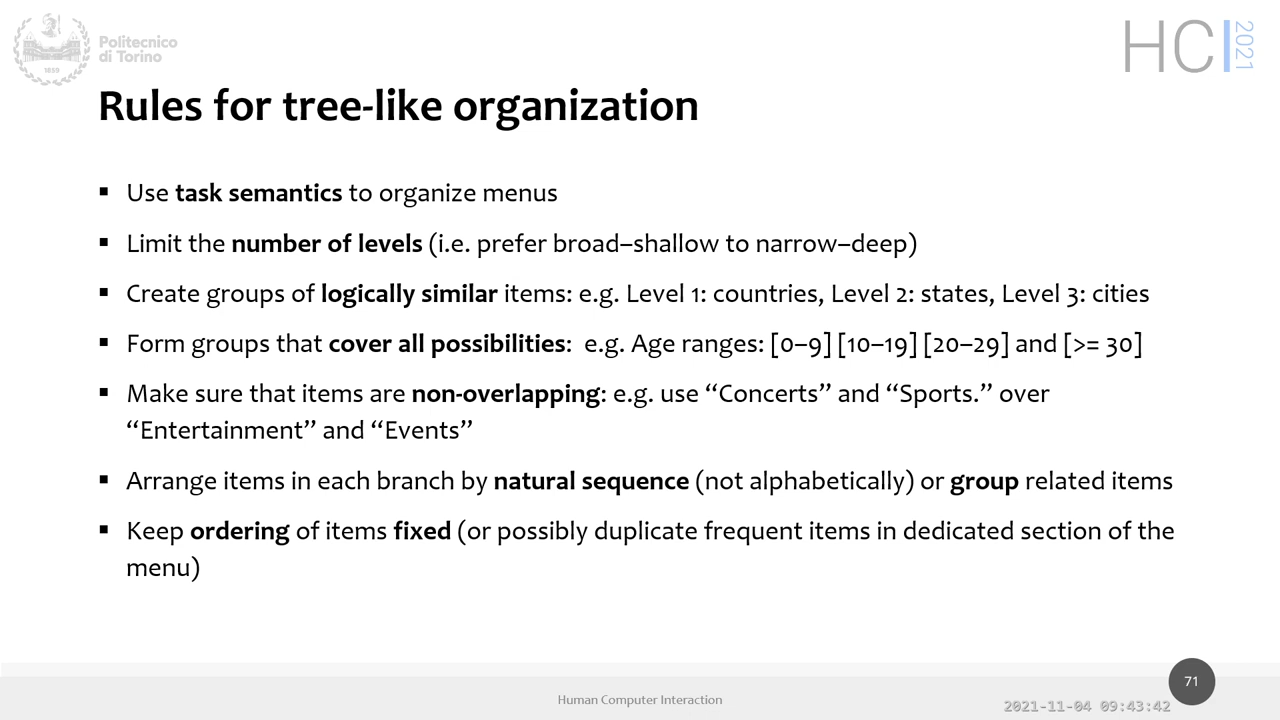 Politecnico
di Torino
1859
HCI 2021
Rules for tree-like organization
▪ Use task semantics to organize menus
▪ Limit the number of levels (i.e. prefer broad–shallow to narrow–deep)
▪ Create groups of logically similar items: e.g. Level 1: countries, Level 2: states, Level 3: cities
▪ Form groups that cover all possibilities:  e.g. Age ranges: [0–9] [10–19] [20–29] and [>= 30]
▪ Make sure that items are non-overlapping: e.g. use “Concerts” and “Sports.” over
“Entertainment” and “Events”
▪ Arrange items in each branch by natural sequence (not alphabetically) or group related items
▪ Keep ordering of items fixed (or possibly duplicate frequent items in dedicated section of the
menu)
71
Human Computer Interaction
2021-11-04 09:43:42